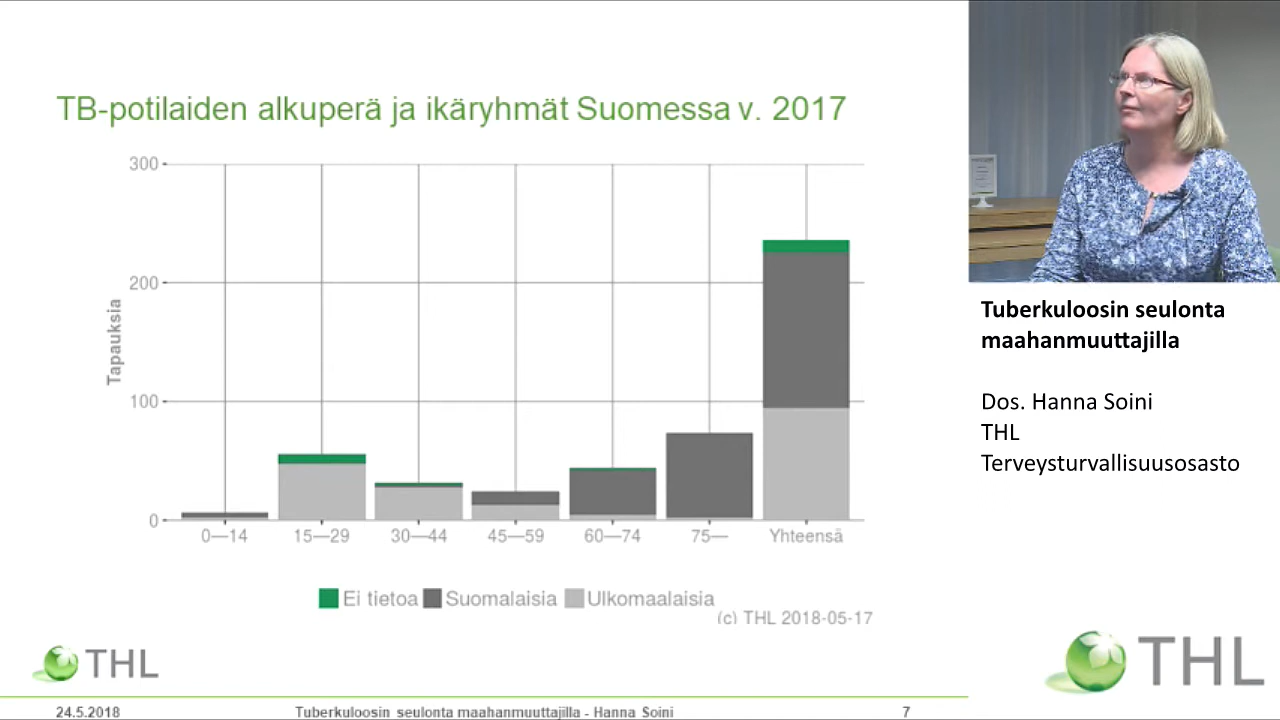 TB-potilaiden alkuperä ja ikäryhmät Suomessa v. 2017
300
200
100
0
Tapauksia
0—14 15—29 30—44 45—59 60—74 75— Yhteensä
Ei tietoa Suomalaisia Ulkomaalaisia
(c) THL 2018-05-17
THL
24.5.2018 Tuberkuloosin seulonta maahanmuuttajilla - Hanna Soini 7
Tuberkuloosin seulonta
maahanmuuttajilla
Dos. Hanna Soini
THL
Terveysturvallisuusosasto
THL